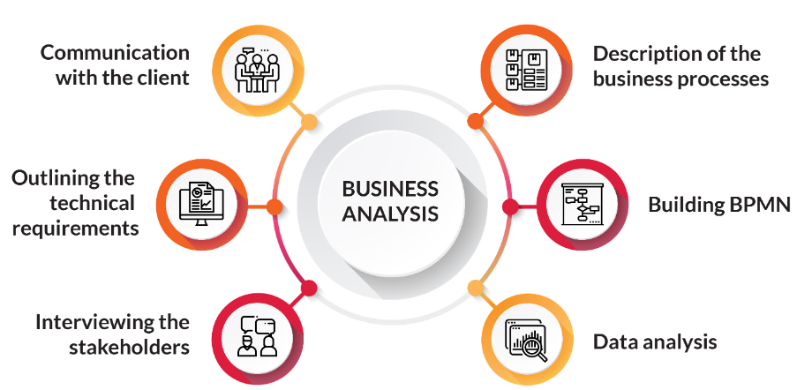 Communication
with the client
Outlining the
technical
requirements
Interviewing the
stakeholders
BUSINESS
ANALYSIS
Description of the
business processes
Building BPMN
Data analysis